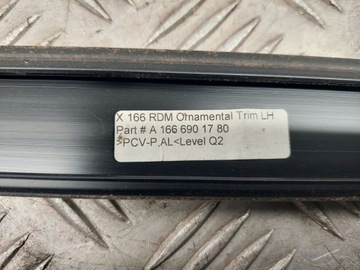 X 166 RDM Ornamental Trim LH
Part # A 166 690 17 80
>PCV-P,AL<Level Q2